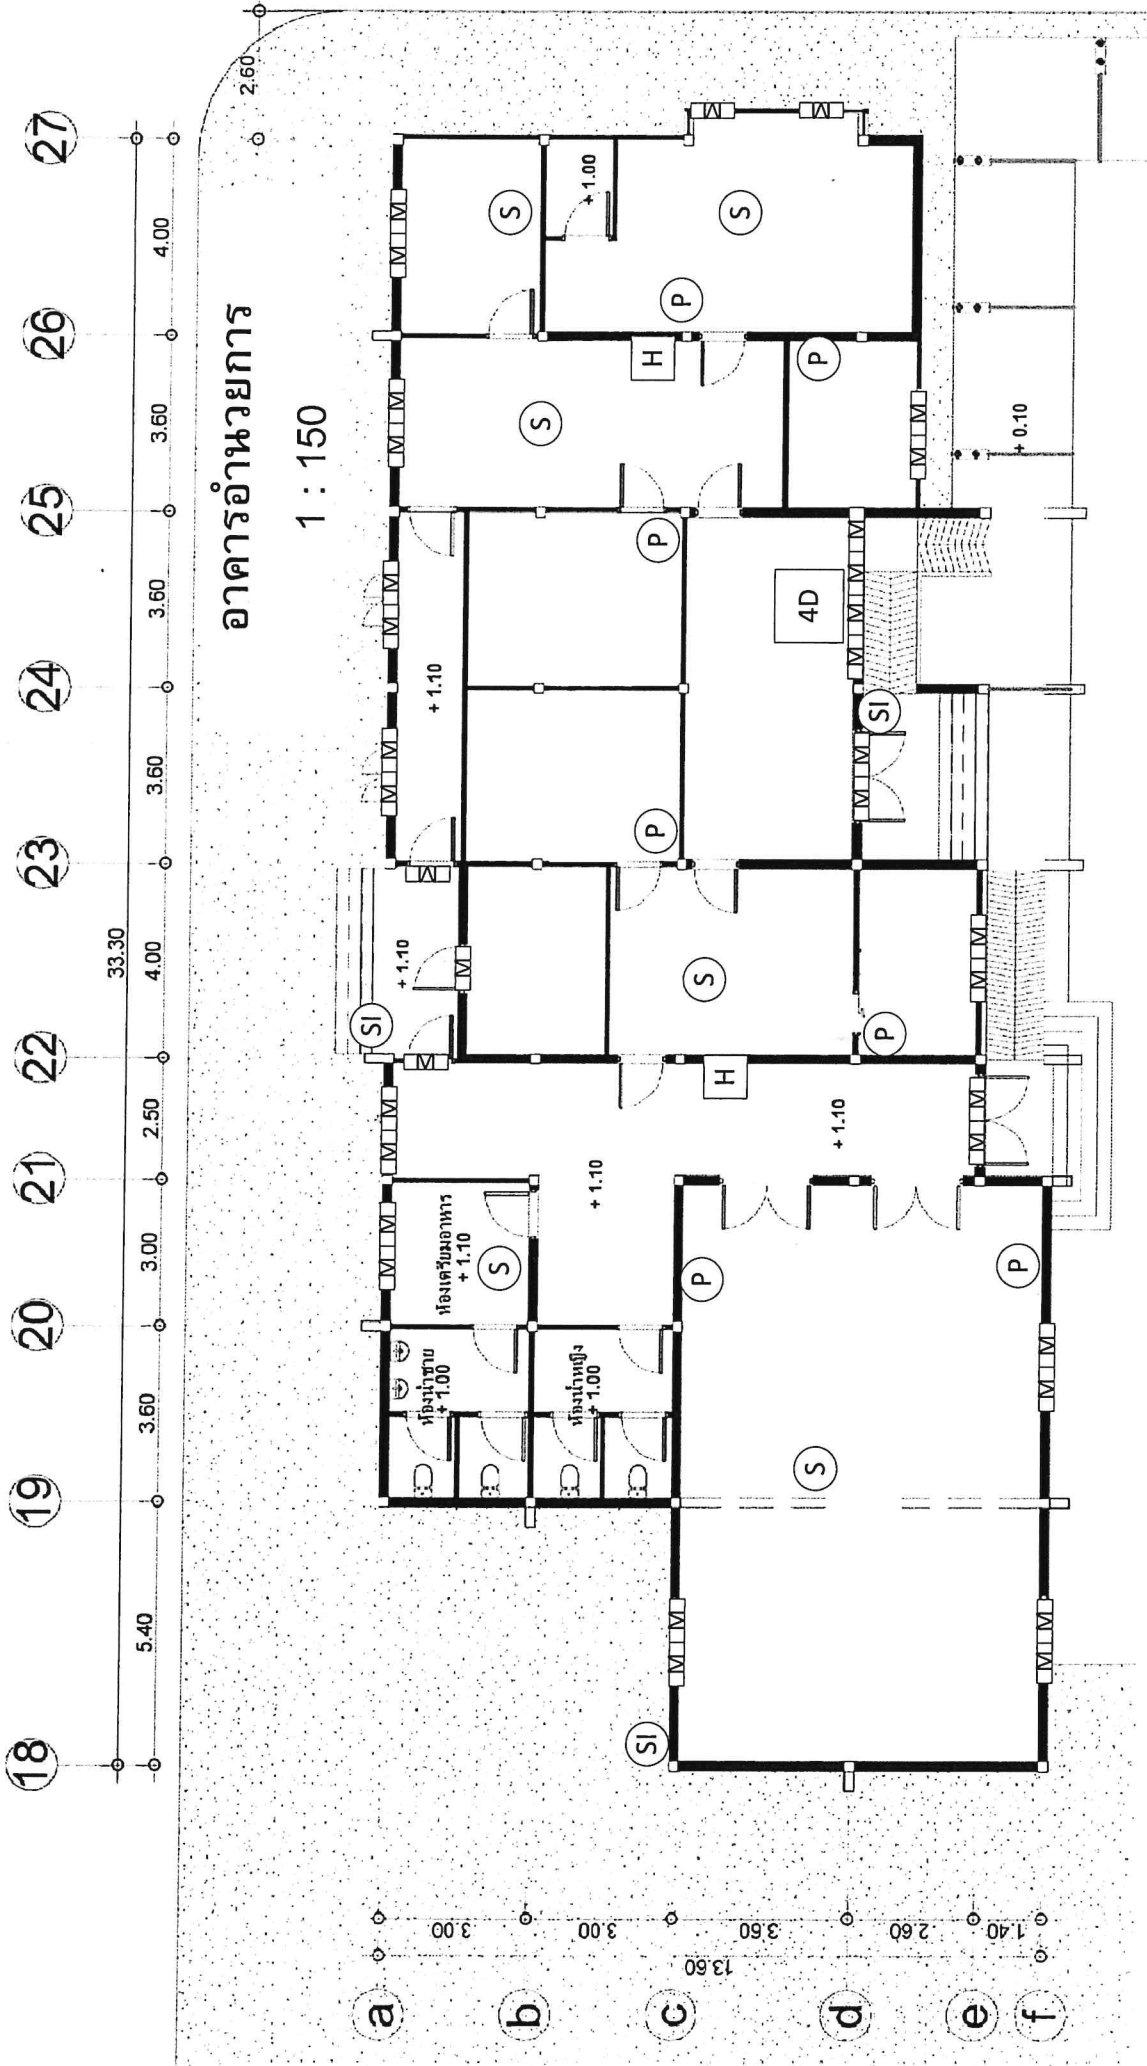 18 19 20 21 22 23 24 25 26 27
33.30
5.40 3.60 3.00 2.50 4.00 3.60 3.60 3.60 4.00
2.60
อาคารอำนวยการ
1 : 150
a
b
c
d
e
f
3.00
3.00
3.60
2.60
1.40
13.60
M M M M M M M M M M M M
SI
+ 1.10
M M
ห้องน้ำชาย
+ 1.00
+ 1.10
ห้องเตรียมอาหาร
+ 1.10
M
S S
S
ห้องน้ำหญิง
+ 1.00
+ 1.10
+ 1.00
SI
H
P P P
M M
P S
M
H
S
4D
S
M
P
+ 1.10
M M M M
SI
P
M M
M M M M
P
+ 0.10
M M M M